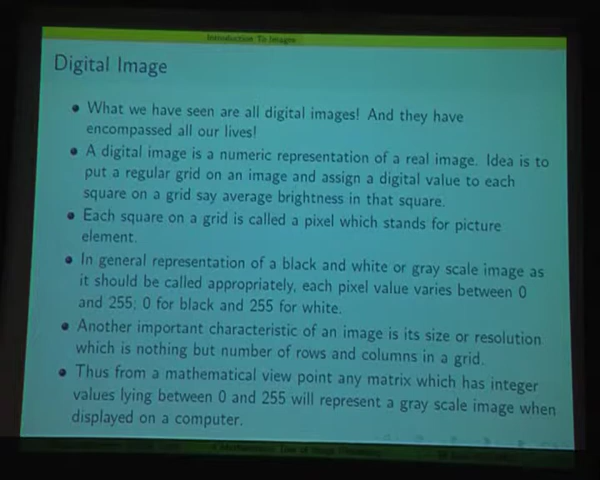 Introduction To Images
Digital Image
What we have seen are all digital images! And they have
encompassed all our lives!
A digital image is a numeric representation of a real image. Idea is to
put a regular grid on an image and assign a digital value to each
square on a grid say average brightness in that square.
Each square on a grid is called a pixel which stands for picture
element.
In general representation of a black and white or gray scale image as
it should be called appropriately, each pixel value varies between 0
and 255; 0 for black and 255 for white.
Another important characteristic of an image is its size or resolution
which is nothing but number of rows and columns in a grid.
Thus from a mathematical view point any matrix which has integer
values lying between 0 and 255 will represent a gray scale image when
displayed on a computer.